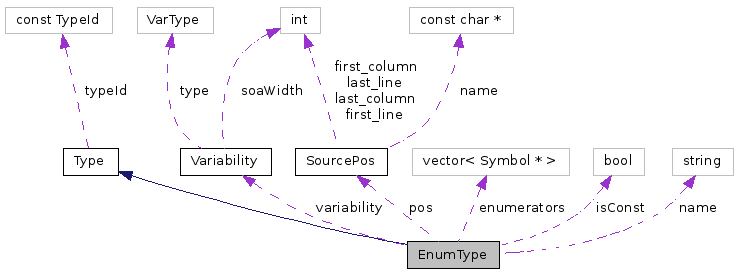 const TypeId
VarType
int
const char *
first_column
last_line
last_column
first_line
typeId
type
soaWidth
name
Type
Variability
SourcePos
vector< Symbol * >
bool
string
variability
pos
enumerators
isConst
name
EnumType